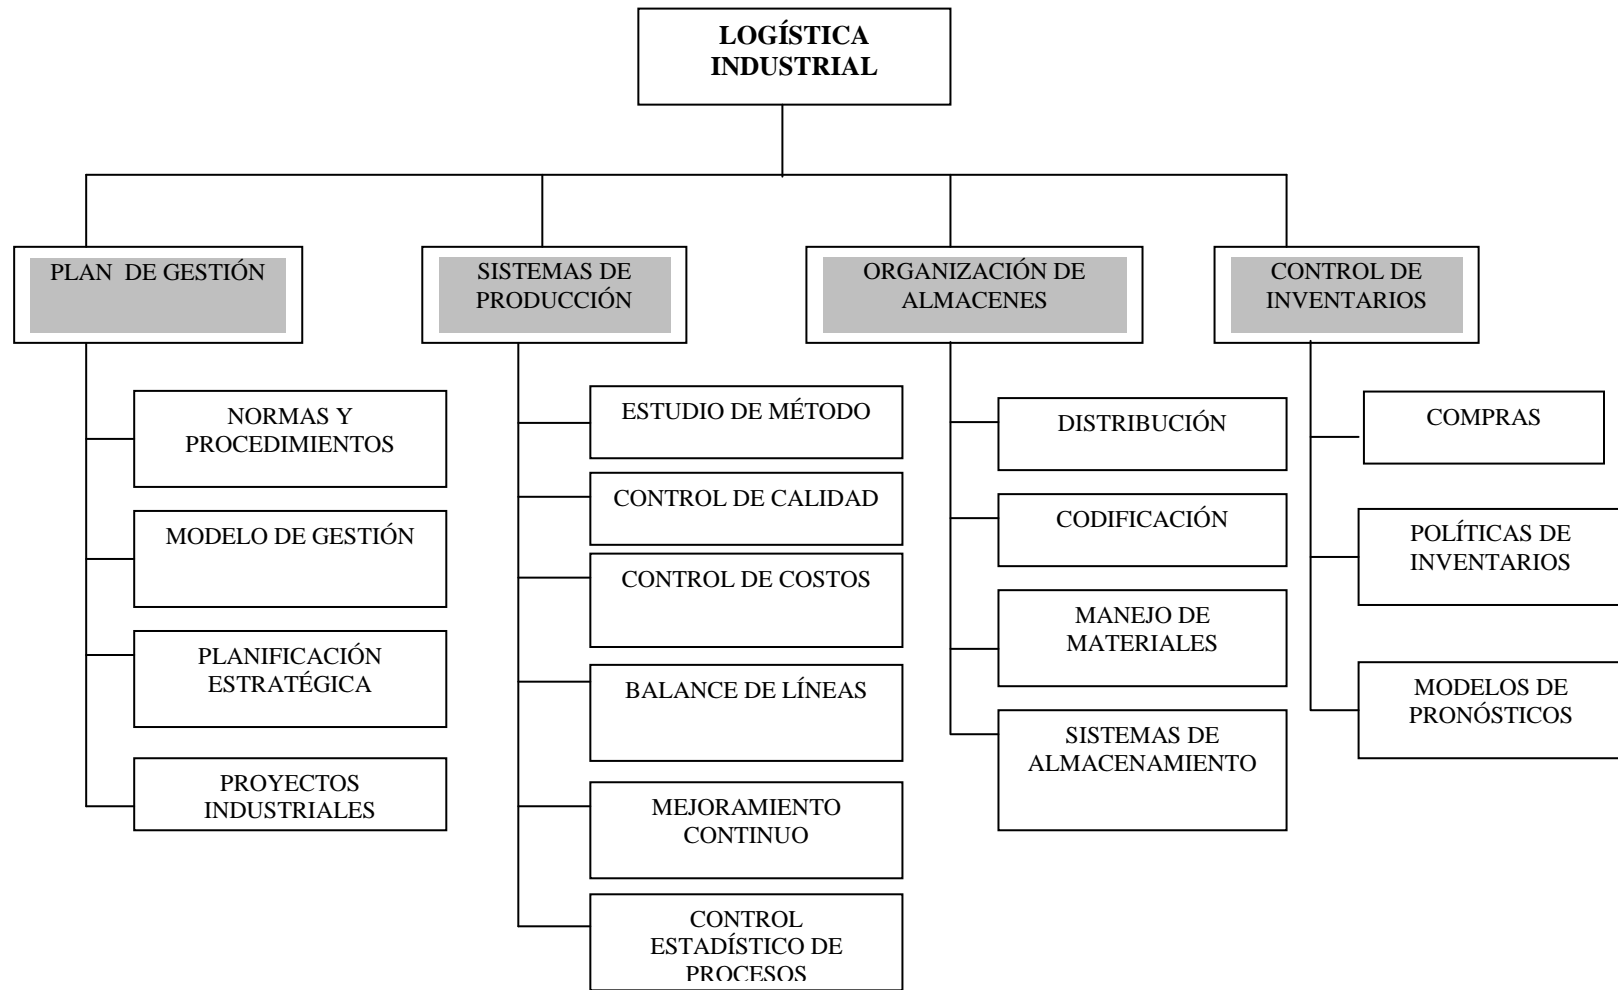 LOGÍSTICA
INDUSTRIAL
PLAN DE GESTIÓN
SISTEMAS DE
PRODUCCIÓN
ORGANIZACIÓN DE
ALMACENES
CONTROL DE
INVENTARIOS
NORMAS Y
PROCEDIMIENTOS
MODELO DE GESTIÓN
PLANIFICACIÓN
ESTRATÉGICA
PROYECTOS
INDUSTRIALES
ESTUDIO DE MÉTODO
CONTROL DE CALIDAD
CONTROL DE COSTOS
BALANCE DE LÍNEAS
MEJORAMIENTO
CONTINUO
CONTROL
ESTADÍSTICO DE
PROCESOS
DISTRIBUCIÓN
CODIFICACIÓN
MANEJO DE
MATERIALES
SISTEMAS DE
ALMACENAMIENTO
COMPRAS
POLÍTICAS DE
INVENTARIOS
MODELOS DE
PRONÓSTICOS